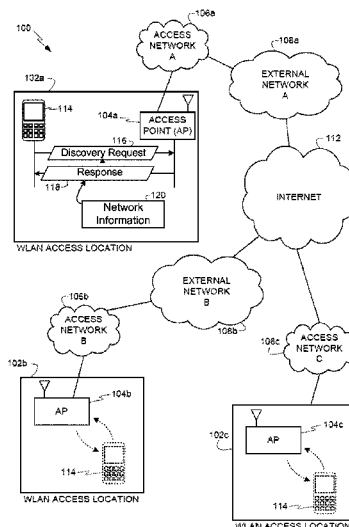 100
106a
ACCESS
NETWORK
A
108a
EXTERNAL
NETWORK
A
132a
114
104a
ACCESS
POINT (AP)
116
Discovery Request
Response
118
120
Network
Information
WLAN ACCESS LOCATION
112
INTERNET
EXTERNAL
NETWORK
B
108b
106b
ACCESS
NETWORK
B
108c
ACCESS
NETWORK
C
102b
AP
104b
114
WLAN ACCESS LOCATION
102c
AP
104c
114
WLAN ACCESS LOCATION